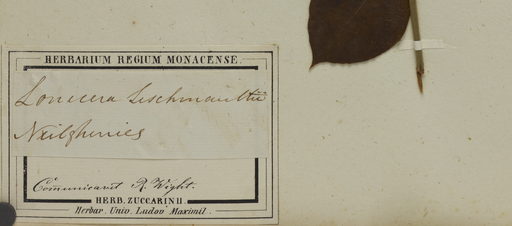 HERBARIUM REGIUM MONACENSE.
Lonicera Leschenaultii
Neilgherries
Communicavit R. Wight.
HERB. ZUCCARINII.
Herbar. Univ. Ludov Maximil.